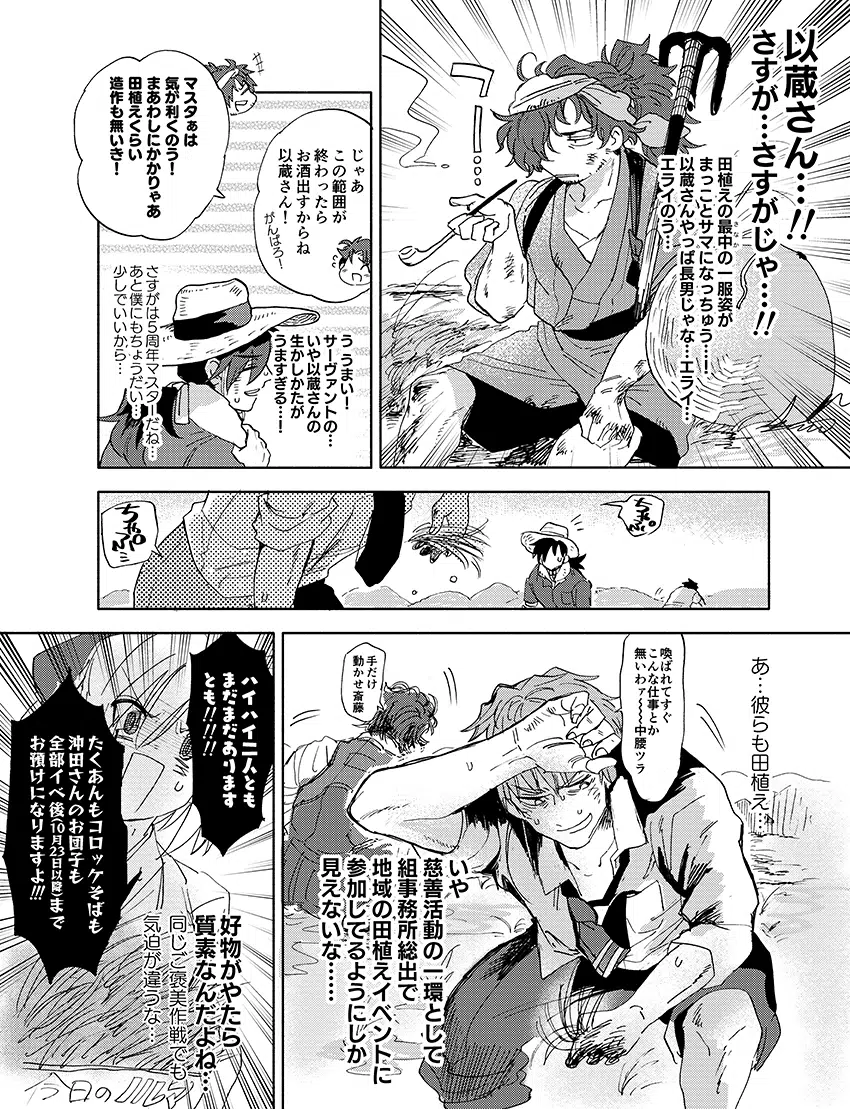 以蔵さん…!!
さすが…さすがじゃ…!!
田植えの最中の一服姿が
さなか
まっことサマになっちゅう…!
以蔵さんやっぱ長男じゃな…エライ…
エライのう…
じゃあ
この範囲が
終わったら
お酒出すからね
以蔵さん!
がんばろ〜
マスタぁは
気が利くのう!
まあわしにかかりゃあ
田植えくらい
造作も無いき!
う うまい!
サーヴァントの…
いや以蔵さんの
生かしかたが
うますぎる…!
さすがは5周年マスターだね…
あと僕にもちょうだい…
少しでいいから…
ちゃぷ
ちゃぷ
あ…彼らも田植え…
喚ばれてすぐ
こんな仕事とか
無いわァ〜〜中腰ツラ
手だけ
動かせ斎藤
いや
慈善活動の一環として
組事務所総出で
地域の田植えイベントに
参加してるようにしか
見えないな……
ハイハイ二人とも
まだまだあります
とも!!!!
たくあんもコロッケそばも
沖田さんのお団子も
全部イベ後(10月23日以降)まで
お預けになりますよ!!!
好物がやたら
質素なんだよね…
同じご褒美作戦でも
気迫が違うな…
今日の